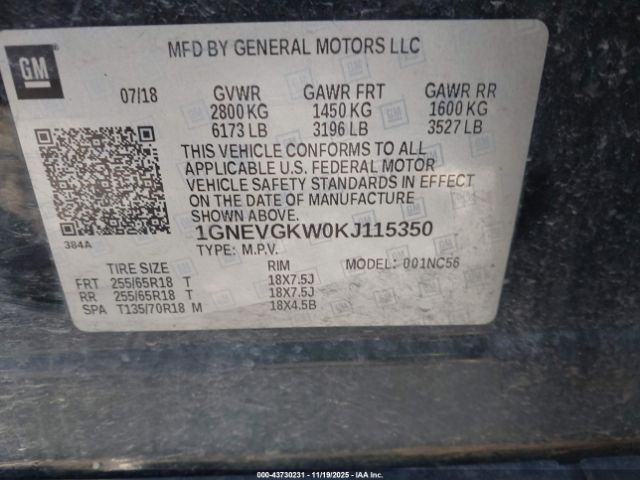 GM
MFD BY GENERAL MOTORS LLC
07/18 GVWR GAWR FRT GAWR RR
2800 KG 1450 KG 1600 KG
6173 LB 3196 LB 3527 LB
THIS VEHICLE CONFORMS TO ALL
APPLICABLE U.S. FEDERAL MOTOR
VEHICLE SAFETY STANDARDS IN EFFECT
ON THE DATE OF MANUFACTURE
SHOWN ABOVE.
384A
1GNEVGKW0KJ115350
TYPE: M.P.V. MODEL: 001NC56
TIRE SIZE RIM
FRT 255/65R18 T 18X7.5J
RR 255/65R18 T 18X7.5J
SPA T135/70R18 M 18X4.5B
© 43730231 - 11/19/2025 - IAAI.COM